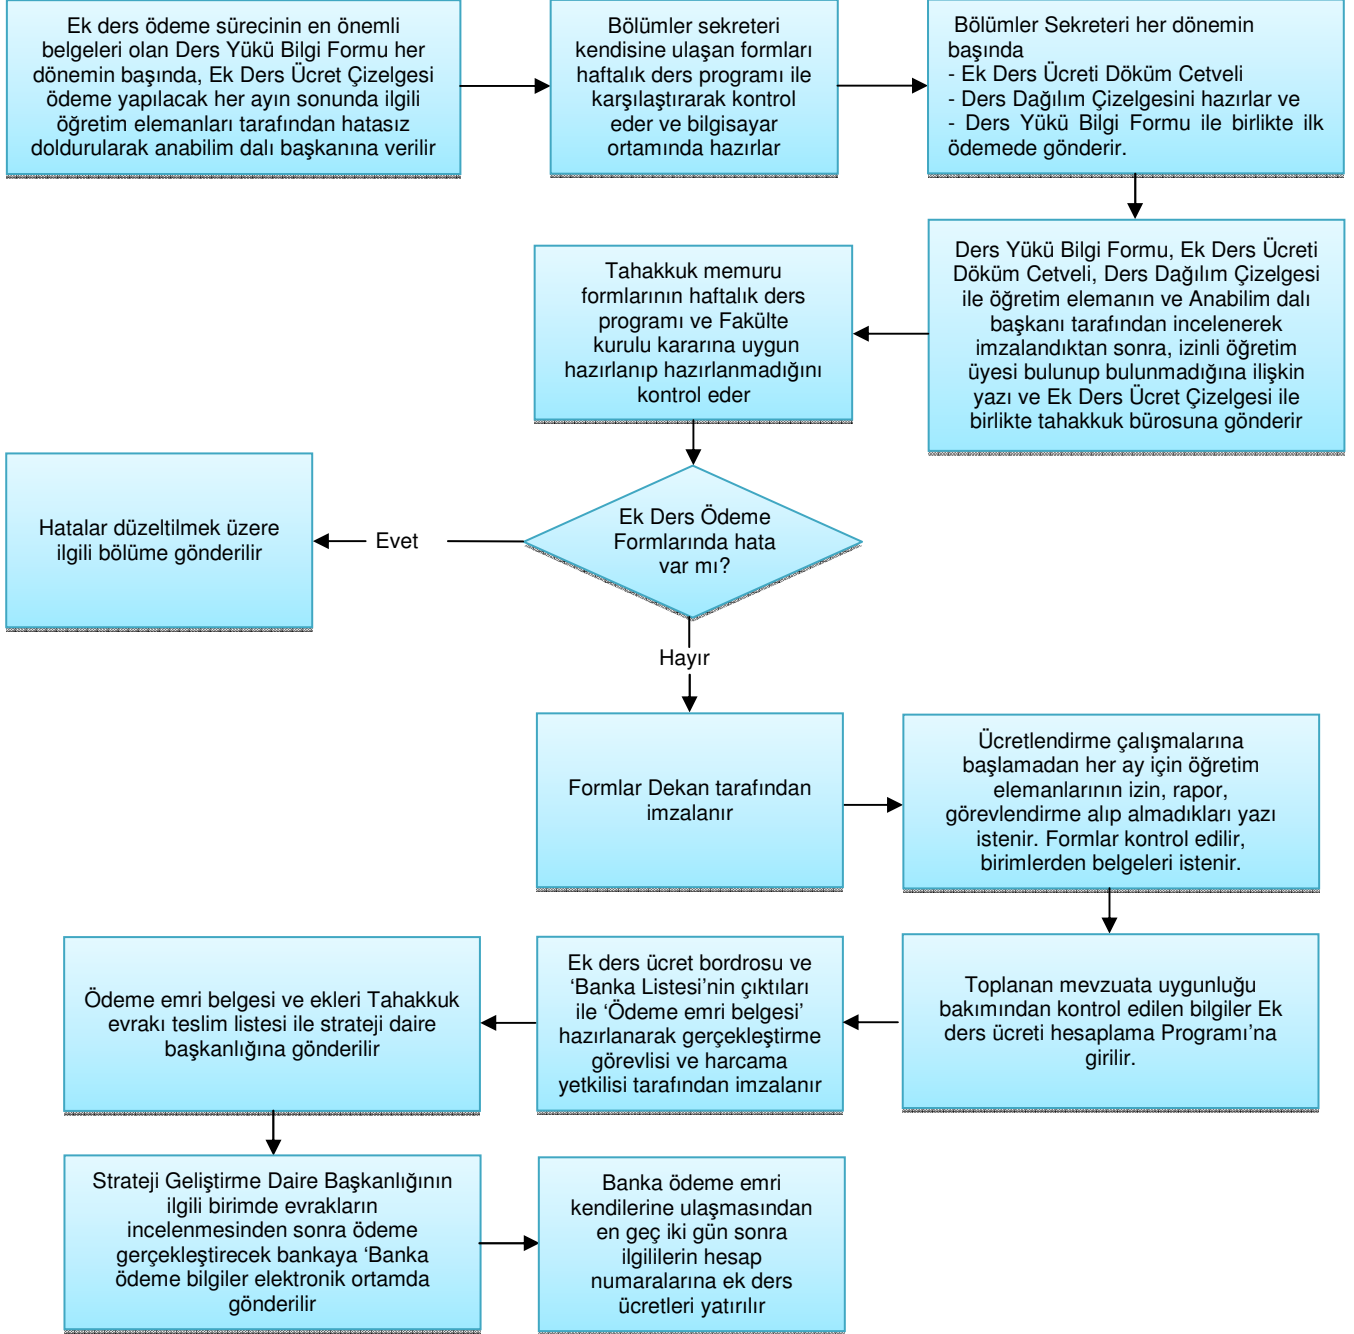 Ek ders ödeme sürecinin en önemli
belgeleri olan Ders Yükü Bilgi Formu her
dönemin başında, Ek Ders Ücret Çizelgesi
ödeme yapılacak her ayın sonunda ilgili
öğretim elemanları tarafından hatasız
doldurularak anabilim dalı başkanına verilir
Bölümler sekreteri
kendisine ulaşan formları
haftalık ders programı ile
karşılaştırarak kontrol
eder ve bilgisayar
ortamında hazırlar
Bölümler Sekreteri her dönemin
başında
- Ek Ders Ücreti Döküm Cetveli
- Ders Dağılım Çizelgesini hazırlar ve
- Ders Yükü Bilgi Formu ile birlikte ilk
ödemede gönderir.
Ders Yükü Bilgi Formu, Ek Ders Ücreti
Döküm Cetveli, Ders Dağılım Çizelgesi
ile öğretim elemanın ve Anabilim dalı
başkanı tarafından incelenerek
imzalandıktan sonra, izinli öğretim
üyesi bulunup bulunmadığına ilişkin
yazı ve Ek Ders Ücret Çizelgesi ile
birlikte tahakkuk bürosuna gönderir
Tahakkuk memuru
formlarının haftalık ders
programı ve Fakülte
kurulu kararına uygun
hazırlanıp hazırlanmadığını
kontrol eder
Ek Ders Ödeme
Formlarında hata
var mı?
Evet
Hatalar düzeltilmek üzere
ilgili bölüme gönderilir
Hayır
Formlar Dekan tarafından
imzalanır
Ücretlendirme çalışmalarına
başlamadan her ay için öğretim
elemanlarının izin, rapor,
görevlendirme alıp almadıkları yazı
istenir. Formlar kontrol edilir,
birimlerden belgeleri istenir.
Toplanan mevzuata uygunluğu
bakımından kontrol edilen bilgiler Ek
ders ücreti hesaplama Programı’na
girilir.
Ek ders ücret bordrosu ve
‘Banka Listesi’nin çıktıları
ile ‘Ödeme emri belgesi’
hazırlanarak gerçekleştirme
görevlisi ve harcama
yetkilisi tarafından imzalanır
Ödeme emri belgesi ve ekleri Tahakkuk
evrakı teslim listesi ile strateji daire
başkanlığına gönderilir
Strateji Geliştirme Daire Başkanlığının
ilgili birimde evrakların
incelenmesinden sonra ödeme
gerçekleştirecek bankaya ‘Banka
ödeme bilgiler elektronik ortamda
gönderilir
Banka ödeme emri
kendilerine ulaşmasından
en geç iki gün sonra
ilgililerin hesap
numaralarına ek ders
ücretleri yatırılır